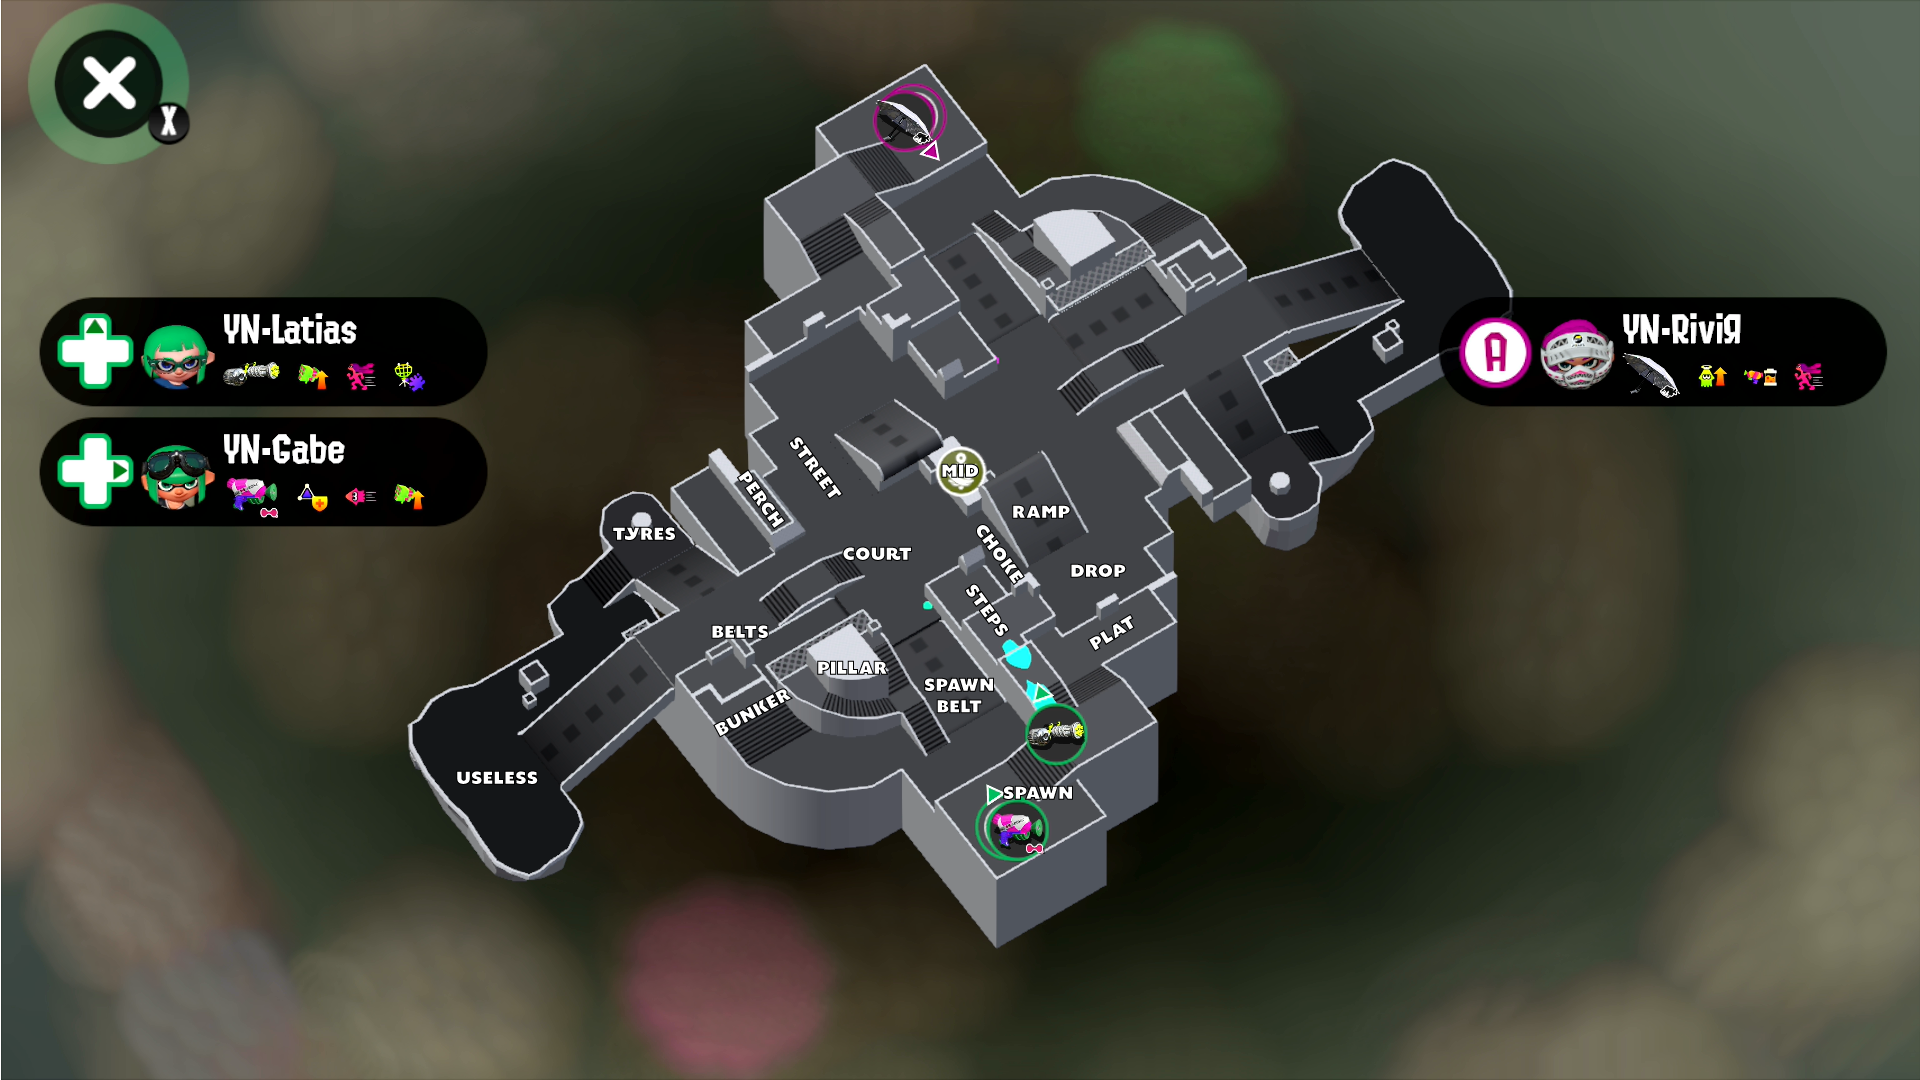 X
YN-Latias
YN-Gabe
A
YN-RiviЯ
STREET
PERCH
MID
RAMP
TYRES
COURT
CHOKE
DROP
STEPS
PLAT
BELTS
PILLAR
BUNKER
SPAWN
BELT
USELESS
SPAWN